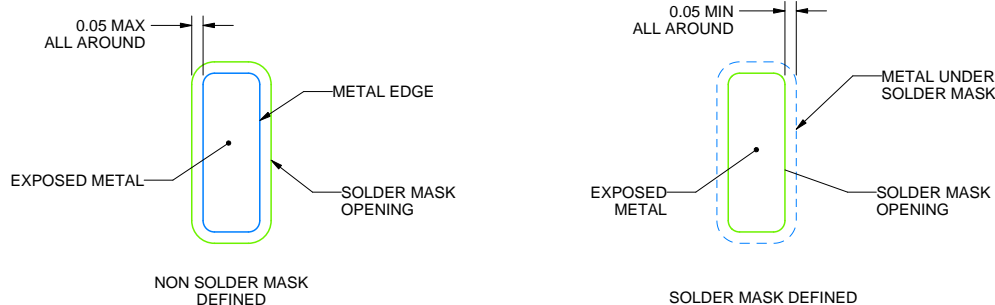 0.05 MAX
ALL AROUND
METAL EDGE
EXPOSED METAL
SOLDER MASK
OPENING
NON SOLDER MASK
DEFINED
0.05 MIN
ALL AROUND
METAL UNDER
SOLDER MASK
EXPOSED
METAL
SOLDER MASK
OPENING
SOLDER MASK DEFINED